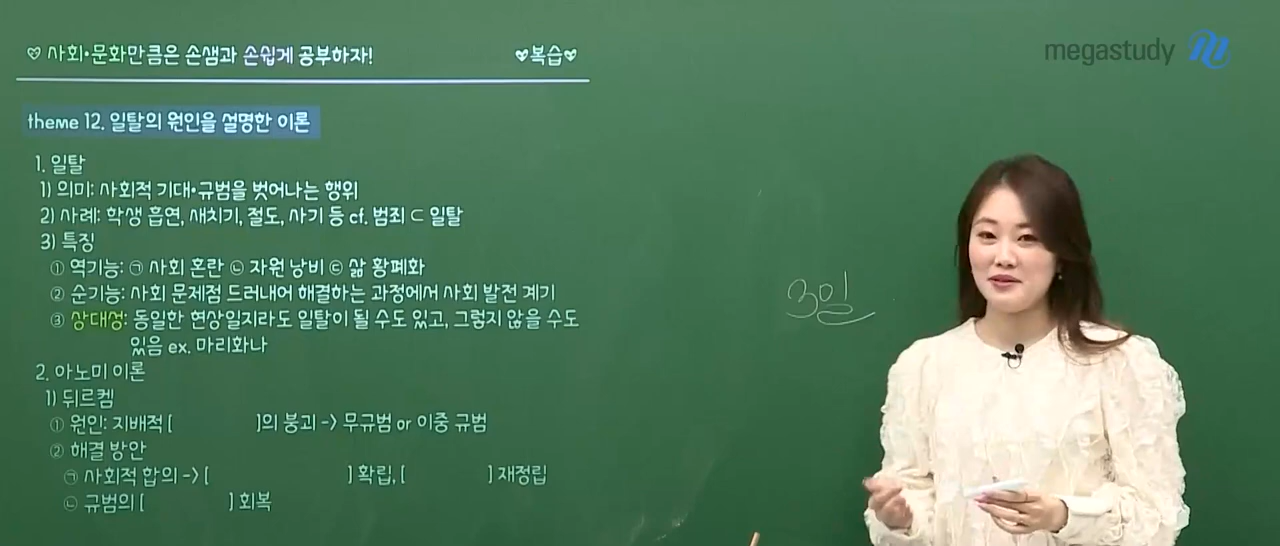 ♡ 사회•문화만큼은 손샘과 손쉽게 공부하자! ♥복습♥
megastudy
theme 12. 일탈의 원인을 설명한 이론
1. 일탈
1) 의미: 사회적 기대•규범을 벗어나는 행위
2) 사례: 학생 흡연, 새치기, 절도, 사기 등 cf. 범죄 ⊂ 일탈
3) 특징
① 역기능: ㉠ 사회 혼란 ㉡ 자원 낭비 ㉢ 삶 황폐화
② 순기능: 사회 문제점 드러내어 해결하는 과정에서 사회 발전 계기
③ 상대성: 동일한 현상일지라도 일탈이 될 수도 있고, 그렇지 않을 수도
있음 ex. 마리화나
2. 아노미 이론
1) 뒤르켐
① 원인: 지배적 [ ]의 붕괴 -> 무규범 or 이중 규범
② 해결 방안
㉠ 사회적 합의 -> [ ] 확립, [ ] 재정립
㉡ 규범의 [ ] 회복
3일